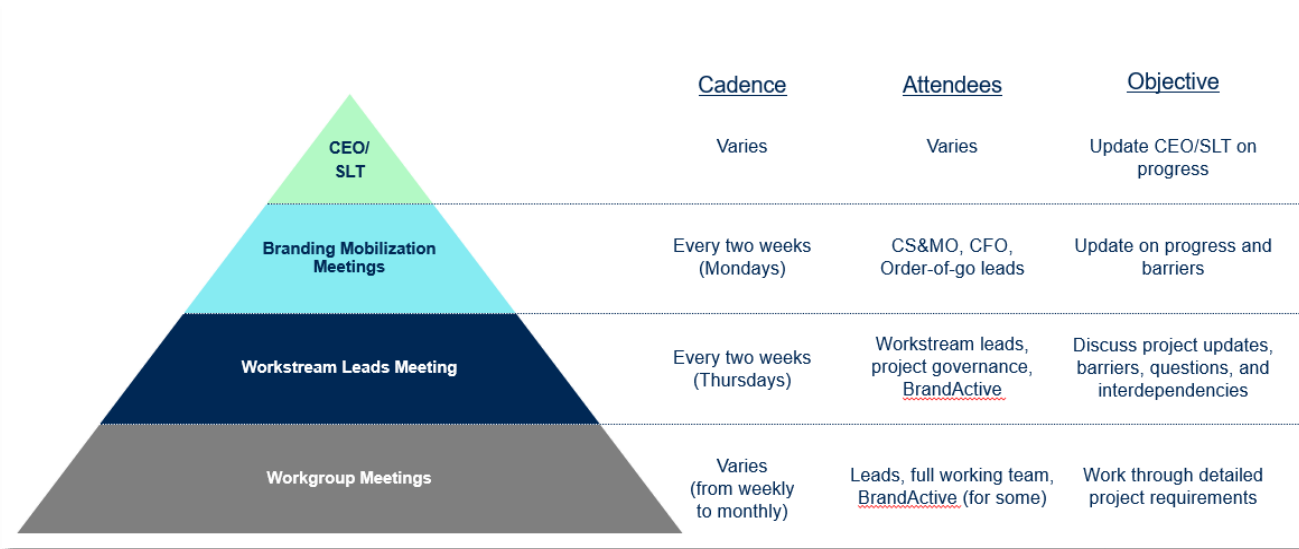 Cadence
Attendees
Objective
CEO/
SLT
Varies
Varies
Update CEO/SLT on
progress
Branding Mobilization
Meetings
Every two weeks
(Mondays)
CS&MO, CFO,
Order-of-go leads
Update on progress and
barriers
Workstream Leads Meeting
Every two weeks
(Thursdays)
Workstream leads,
project governance,
BrandActive
Discuss project updates,
barriers, questions, and
interdependencies
Workgroup Meetings
Varies
(from weekly
to monthly)
Leads, full working team,
BrandActive (for some)
Work through detailed
project requirements